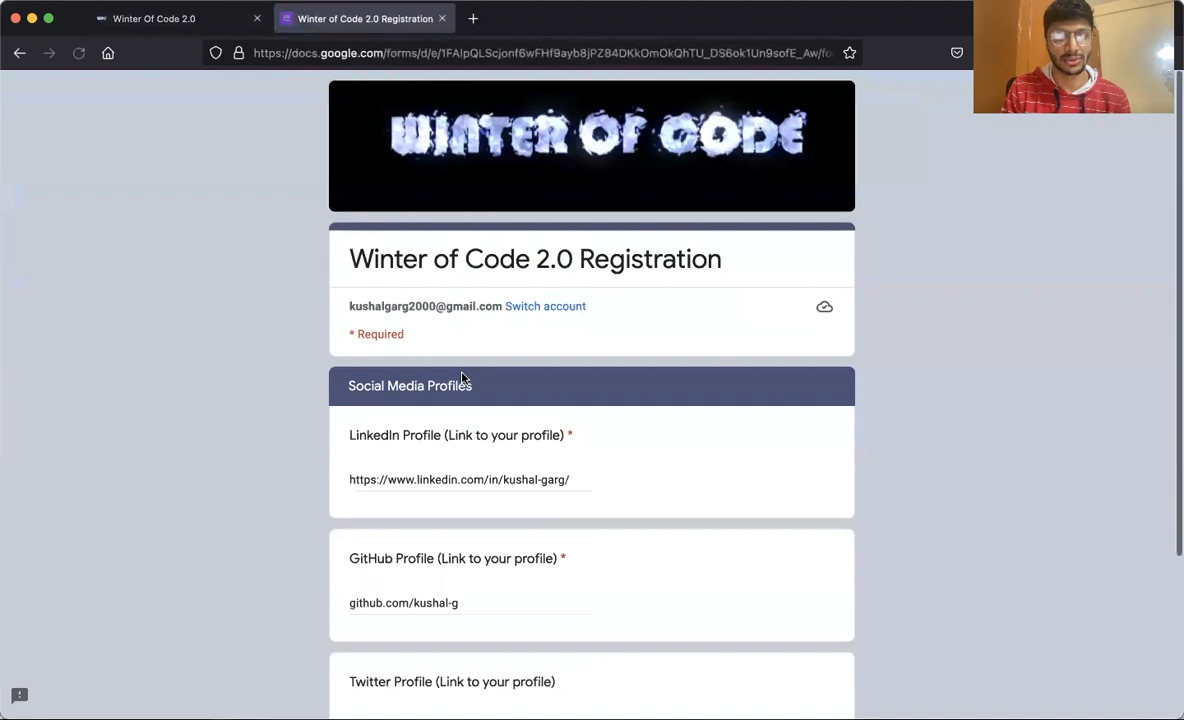 Winter Of Code 2.0
Winter of Code 2.0 Registration
https://docs.google.com/forms/d/e/1FAIpQLScjonf6wFHf9ayb8jPZ84DKkOmOkQhTU_DS6ok1Un9sofE_Aw/fo
WINTER OF CODE
Winter of Code 2.0 Registration
kushalgarg2000@gmail.com Switch account
* Required
Social Media Profiles
LinkedIn Profile (Link to your profile) *
https://www.linkedin.com/in/kushal-garg/
GitHub Profile (Link to your profile) *
github.com/kushal-g
Twitter Profile (Link to your profile)